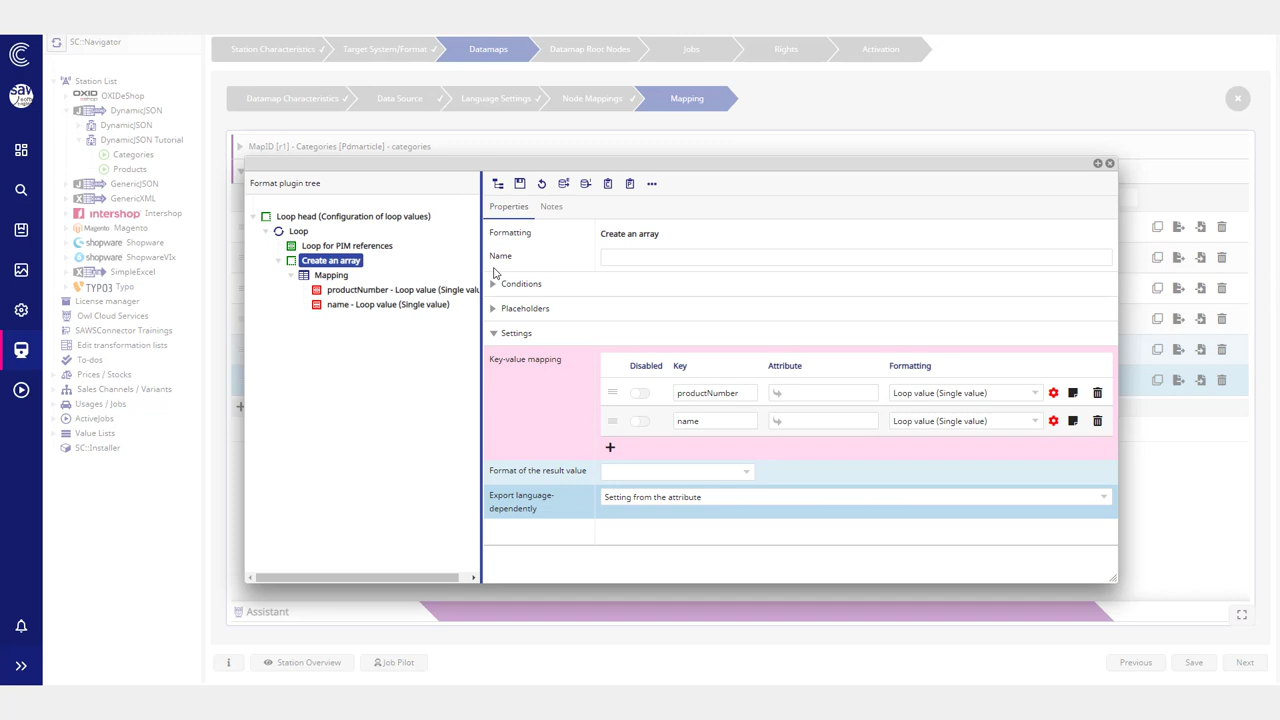 SC::Navigator
Station List
OXID eShop
OXIDeShop
DynamicJSON
DynamicJSON
DynamicJSON Tutorial
Categories
Products
GenericJSON
GenericXML
intershop
Intershop
Magento
Magento
shopware
Shopware
shopware
ShopwareVIx
SimpleExcel
TYPO3
Typo
License manager
Owl Cloud Services
SAWSConnector Trainings
Edit transformation lists
To-dos
Prices / Stocks
Sales Channels / Variants
Usages / Jobs
ActiveJobs
Value Lists
SC::Installer
Station Characteristics ✓
Target System/Format ✓
Datamaps
Datamap Root Nodes
Jobs
Rights
Activation
Datamap Characteristics ✓
Data Source ✓
Language Settings ✓
Node Mappings ✓
Mapping
MapID [r1] - Categories [Pdmarticle] - categories
Format plugin tree
Loop head (Configuration of loop values)
Loop
Loop for PIM references
Create an array
Mapping
productNumber - Loop value (Single valu
name - Loop value (Single value)
Properties
Notes
Formatting
Create an array
Name
Conditions
Placeholders
Settings
Key-value mapping
Disabled Key Attribute Formatting
productNumber Loop value (Single value)
name Loop value (Single value)
Format of the result value
Export language-
dependently
Setting from the attribute
Assistant
Station Overview
Job Pilot
Previous
Save
Next